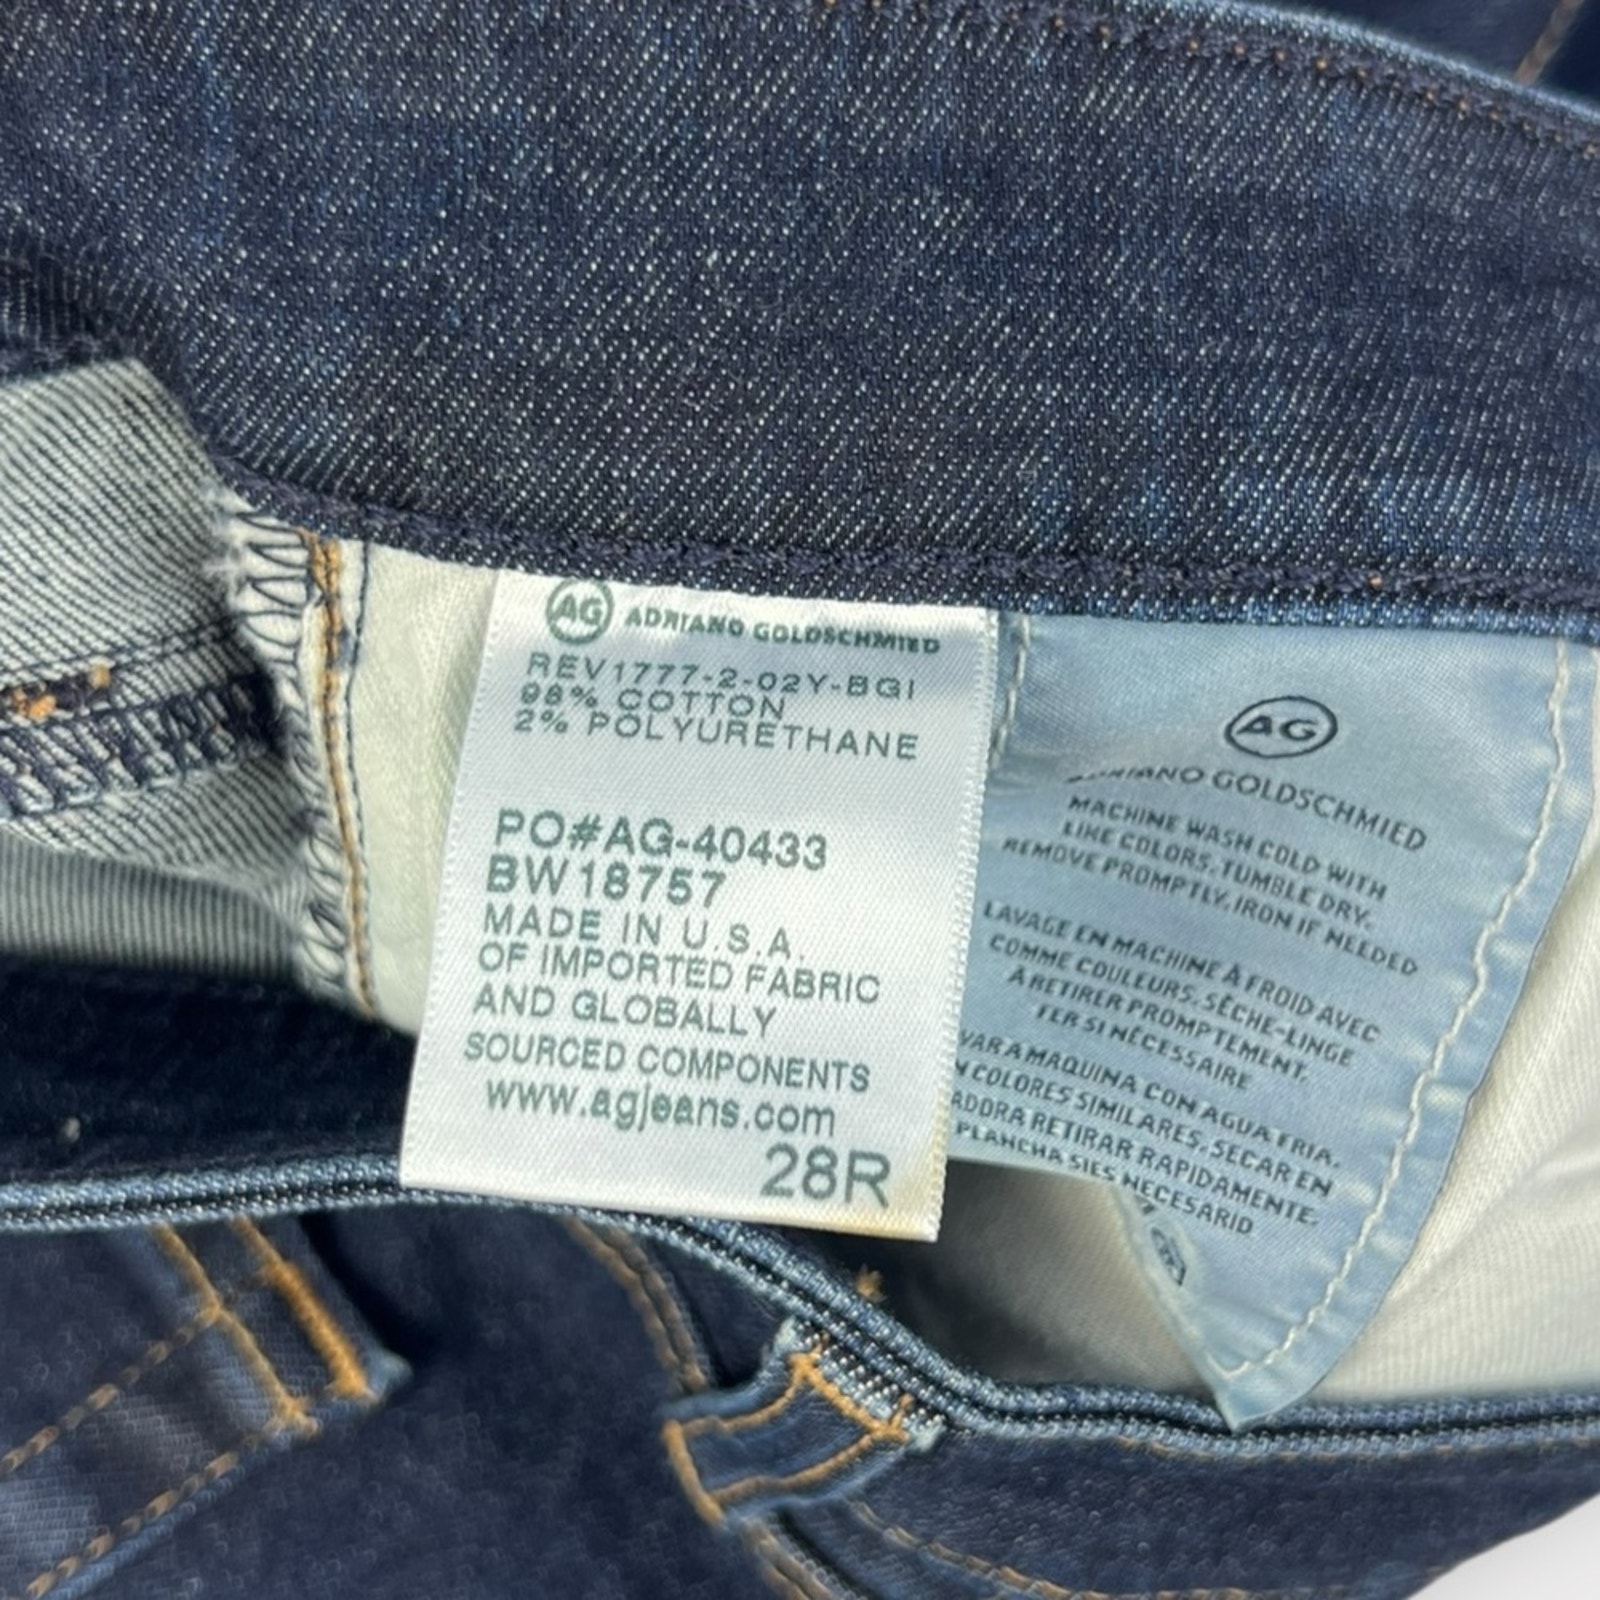 AG ADRIANO GOLDSCHMIED
REV1777-2-02Y-BGI
98% COTTON
2% POLYURETHANE
PO#AG-40433
BW18757
MADE IN U.S.A.
OF IMPORTED FABRIC
AND GLOBALLY
SOURCED COMPONENTS
www.agjeans.com
28R
AG
ADRIANO GOLDSCHMIED
MACHINE WASH COLD WITH
LIKE COLORS. TUMBLE DRY.
REMOVE PROMPTLY. IRON IF NEEDED
LAVAGE EN MACHINE À FROID AVEC
COMME COULEURS. SÈCHE-LINGE
À RETIRER PROMPTEMENT.
FER SI NÉCESSAIRE
VAR A MAQUINA CON AGUA FRIA.
N COLORES SIMILARES. SECAR EN
ADORA RETIRAR RAPIDAMENTE.
PLANCHA SIES NECESARIO